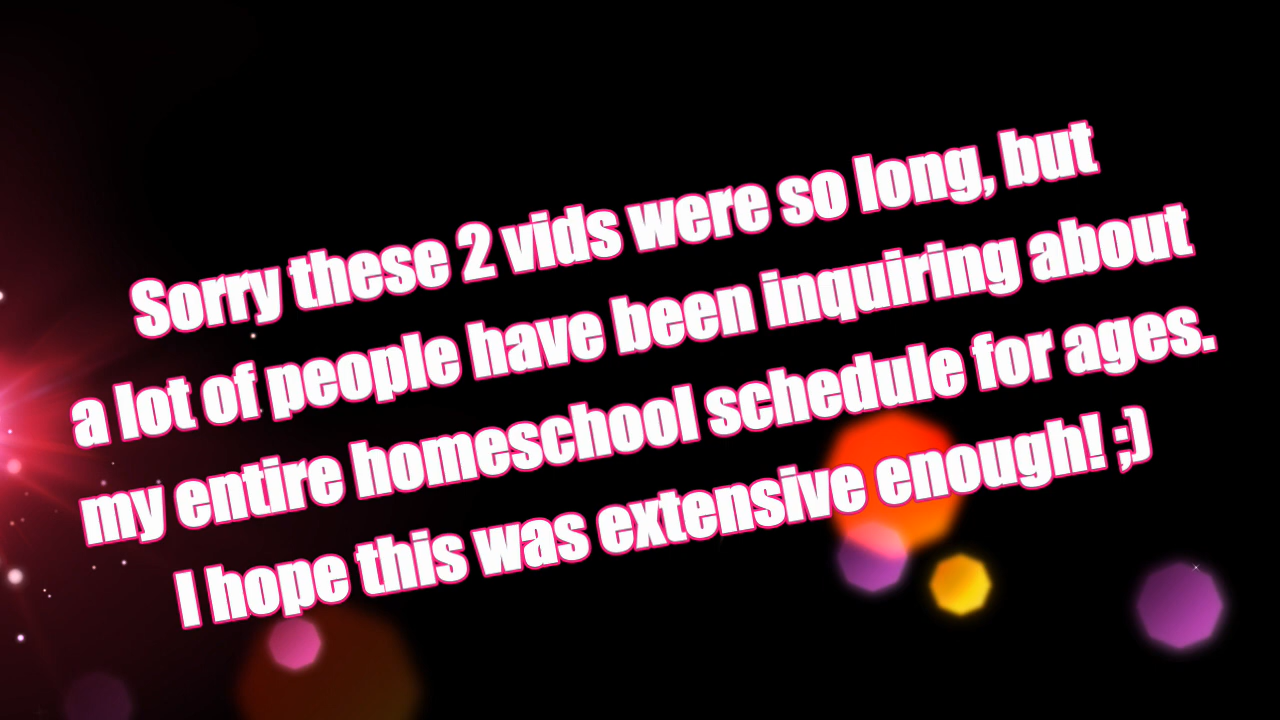 Sorry these 2 vids were so long, but
a lot of people have been inquiring about
my entire homeschool schedule for ages.
I hope this was extensive enough! ;)